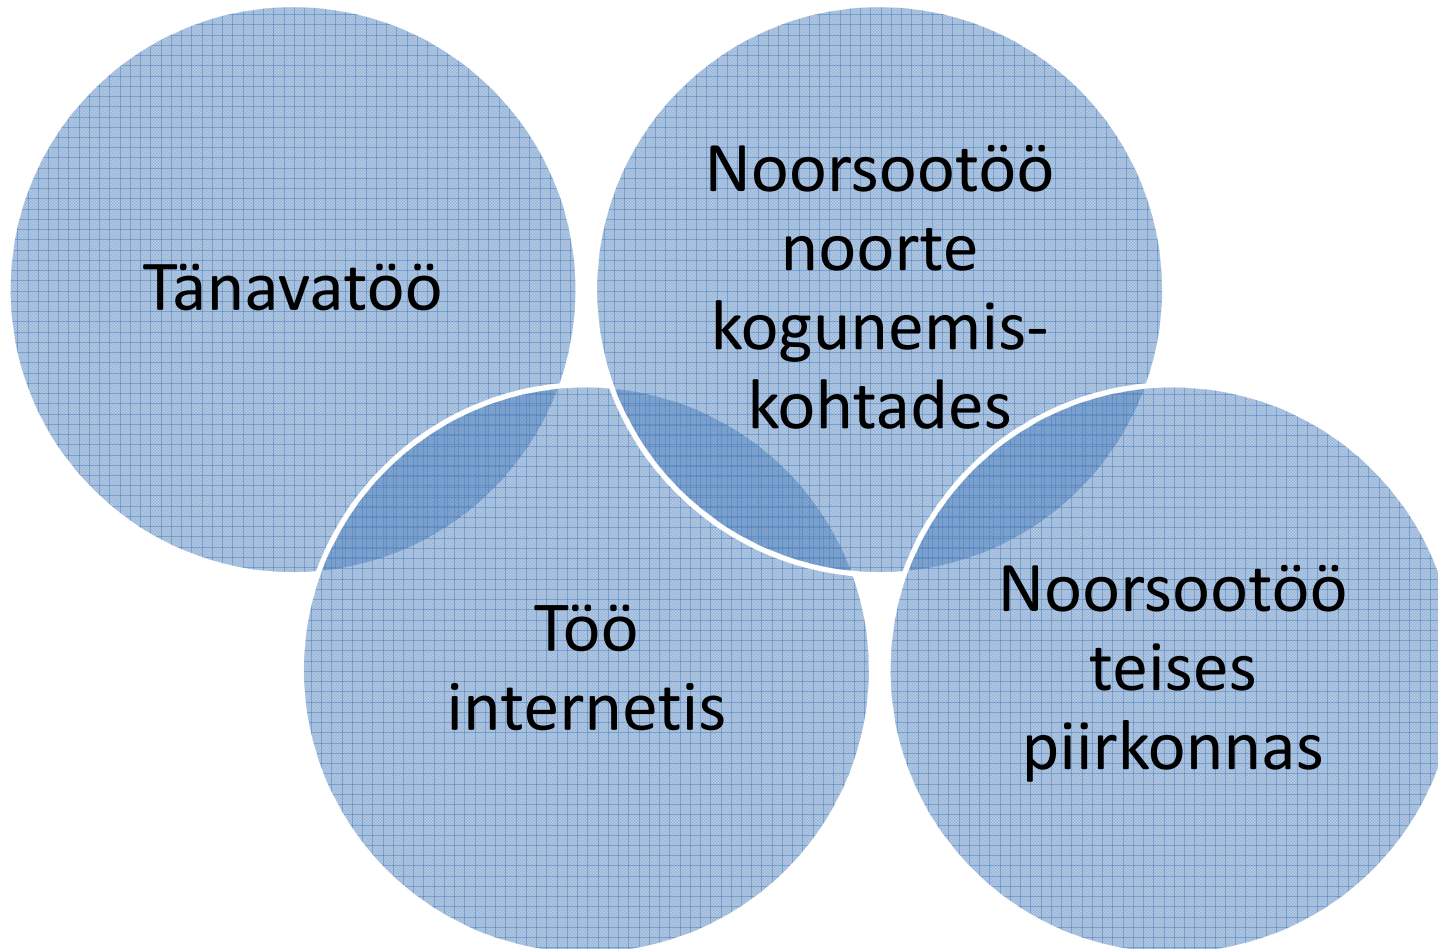 Tänavatöö
Noorsootöö
noorte
kogunemis-
kohtades
Töö
internetis
Noorsootöö
teises
piirkonnas